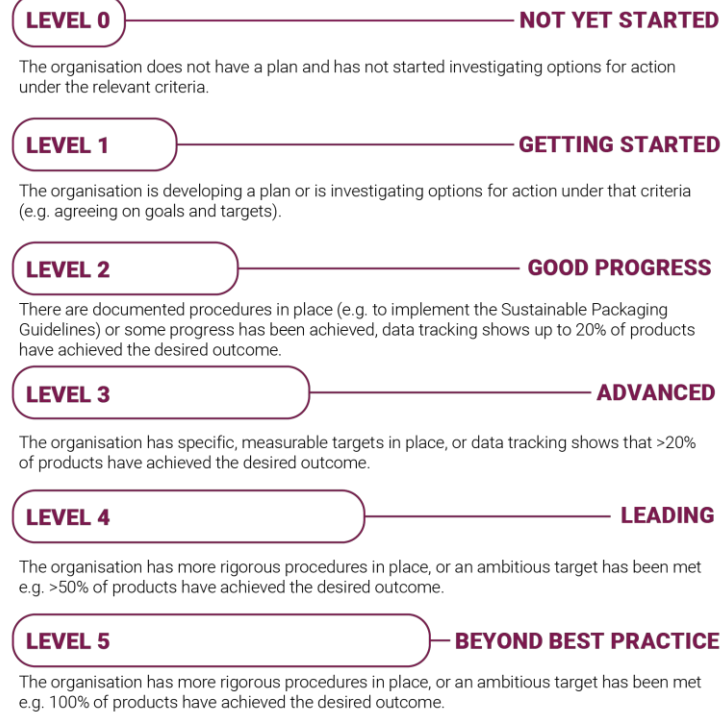 LEVEL 0 NOT YET STARTED
The organisation does not have a plan and has not started investigating options for action
under the relevant criteria.
LEVEL 1 GETTING STARTED
The organisation is developing a plan or is investigating options for action under that criteria
(e.g. agreeing on goals and targets).
LEVEL 2 GOOD PROGRESS
There are documented procedures in place (e.g. to implement the Sustainable Packaging
Guidelines) or some progress has been achieved, data tracking shows up to 20% of products
have achieved the desired outcome.
LEVEL 3 ADVANCED
The organisation has specific, measurable targets in place, or data tracking shows that >20%
of products have achieved the desired outcome.
LEVEL 4 LEADING
The organisation has more rigorous procedures in place, or an ambitious target has been met
e.g. >50% of products have achieved the desired outcome.
LEVEL 5 BEYOND BEST PRACTICE
The organisation has more rigorous procedures in place, or an ambitious target has been met
e.g. 100% of products have achieved the desired outcome.